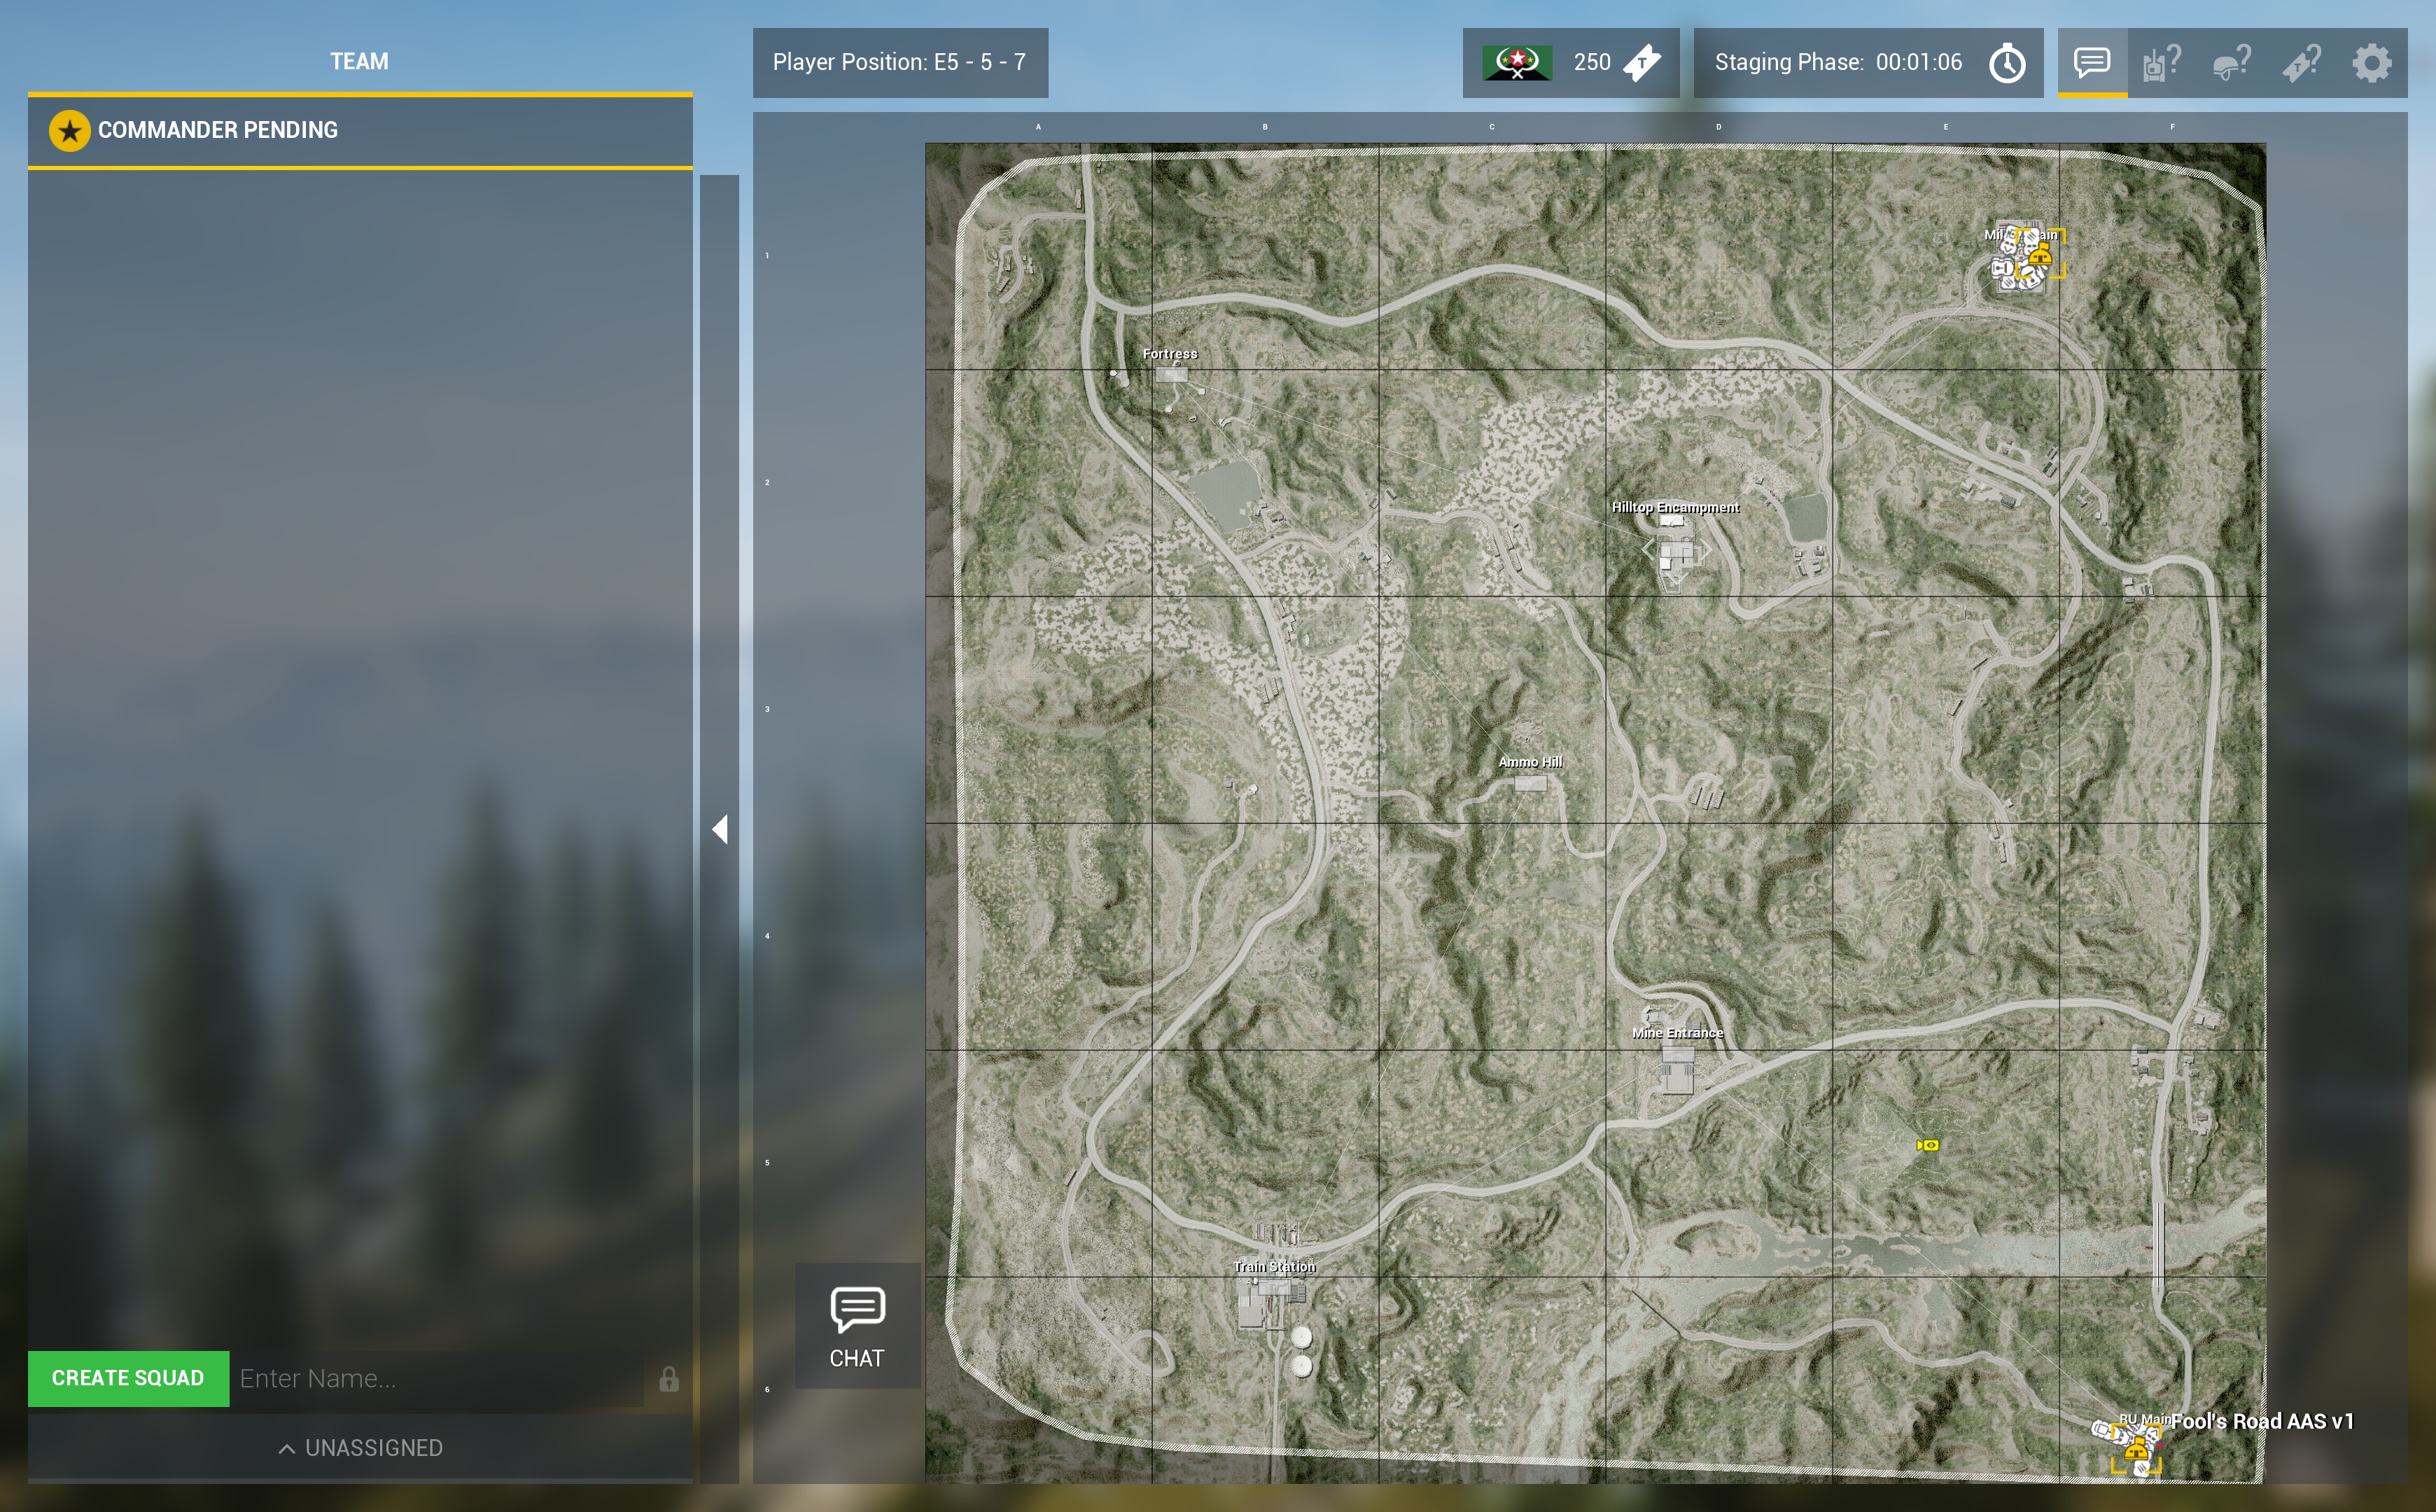 TEAM
Player Position: E5 - 5 - 7
250
T
Staging Phase: 00:01:06
?
?
T ?
COMMANDER PENDING
A B C D E F
1
2
3
4
5
6
Fortress
Hilltop Encampment
Ammo Hill
Mine Entrance
Train Station
RU Main
Fool's Road AAS v1
CHAT
CREATE SQUAD
Enter Name...
UNASSIGNED